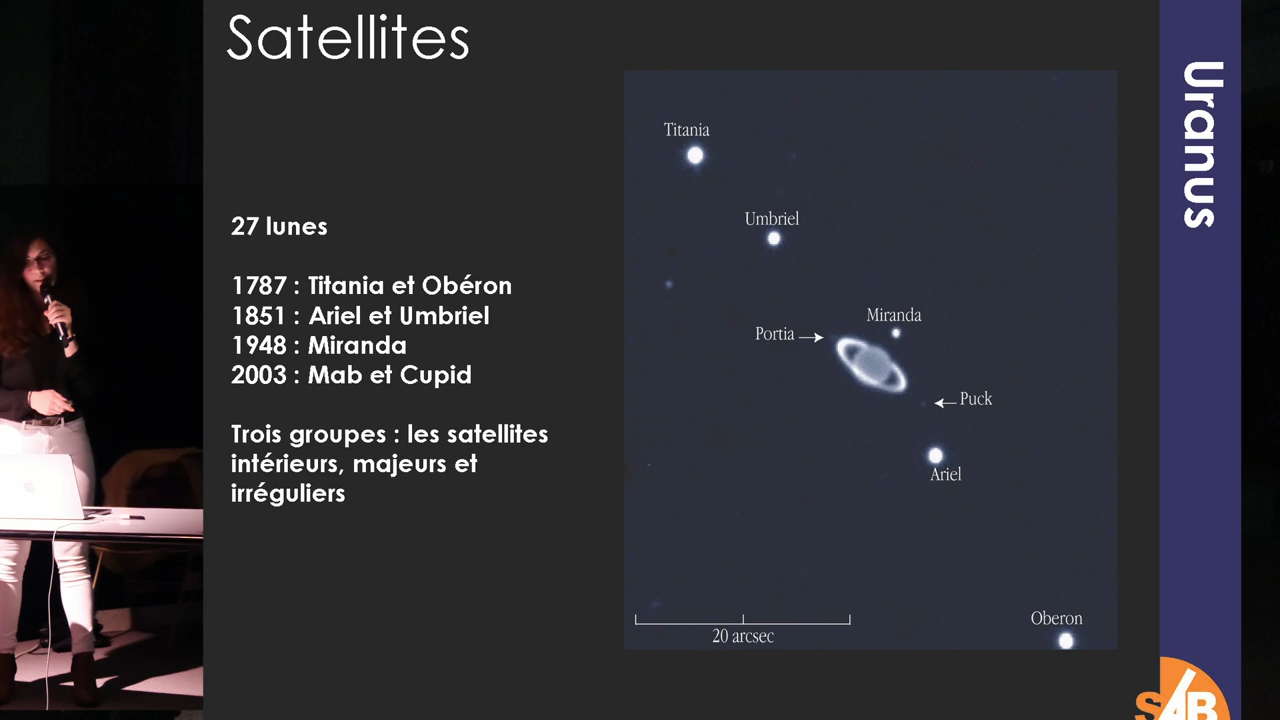 Satellites
Uranus
27 lunes
1787 : Titania et Obéron
1851 : Ariel et Umbriel
1948 : Miranda
2003 : Mab et Cupid
Trois groupes : les satellites
intérieurs, majeurs et
irréguliers
Titania
Umbriel
Miranda
Portia
Puck
Ariel
Oberon
20 arcsec
SAB